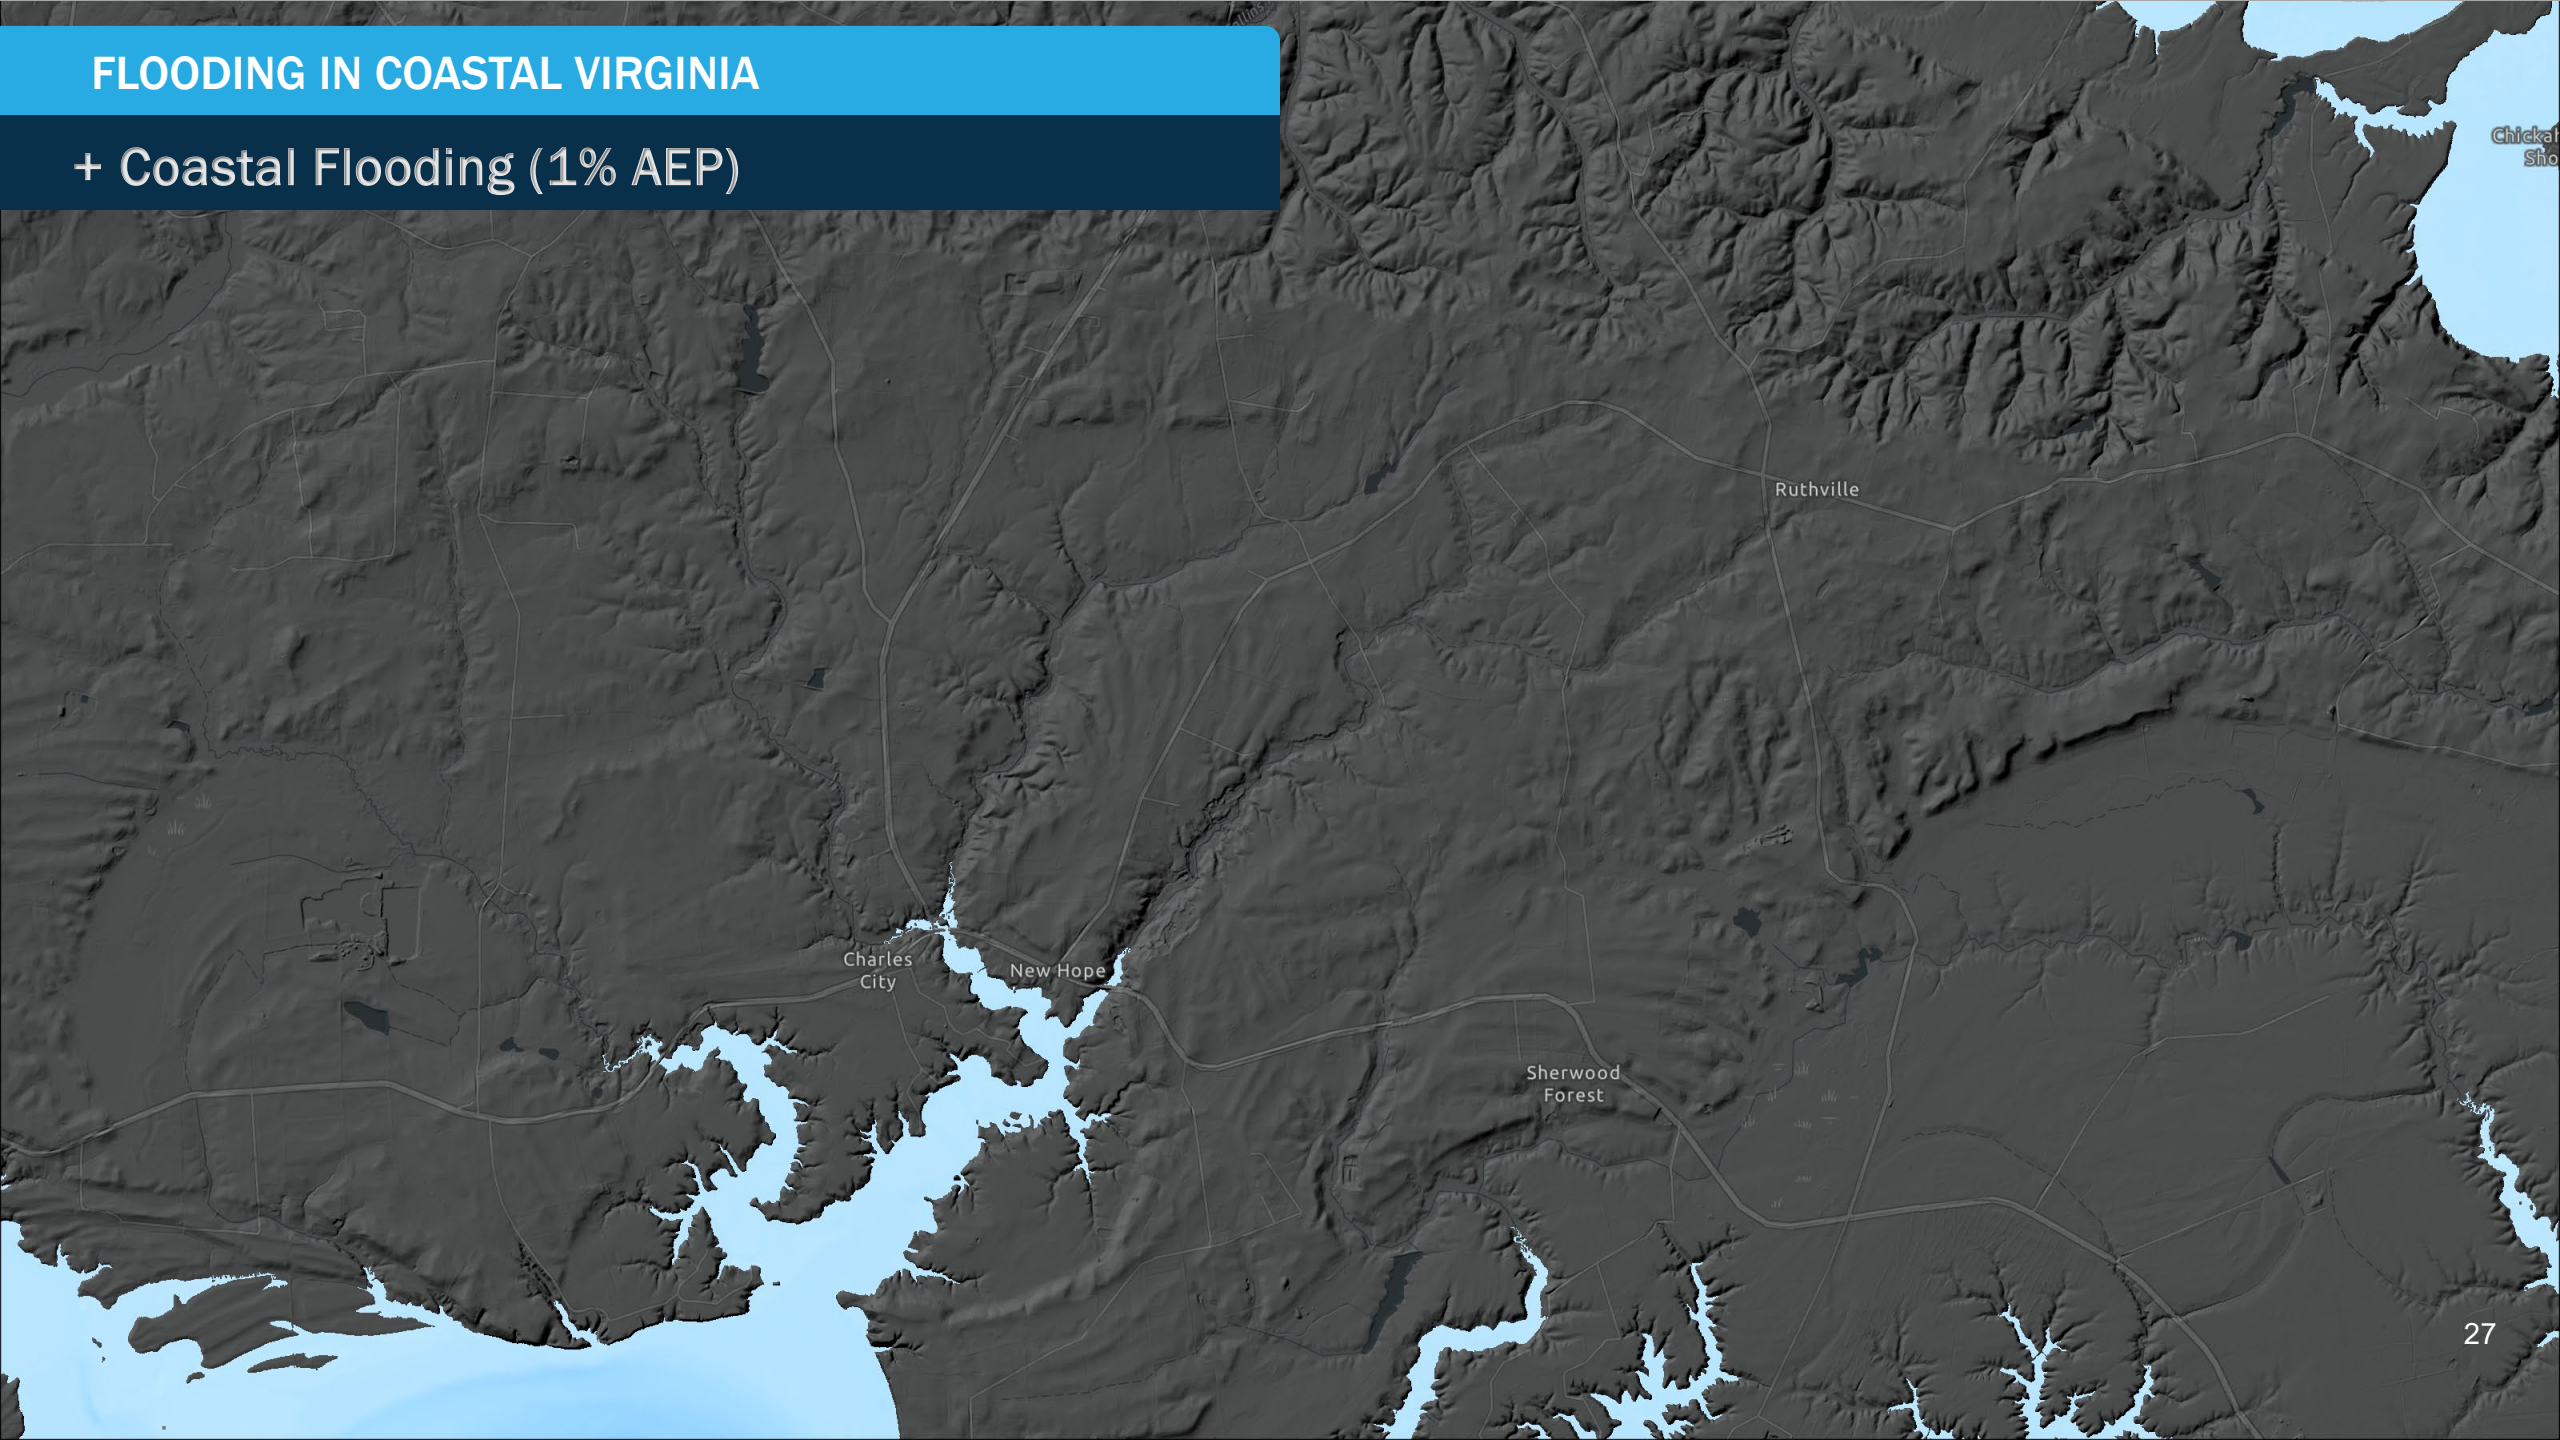 FLOODING IN COASTAL VIRGINIA
+ Coastal Flooding (1% AEP)
Ruthville
Charles
City
New Hope
Sherwood
Forest
27